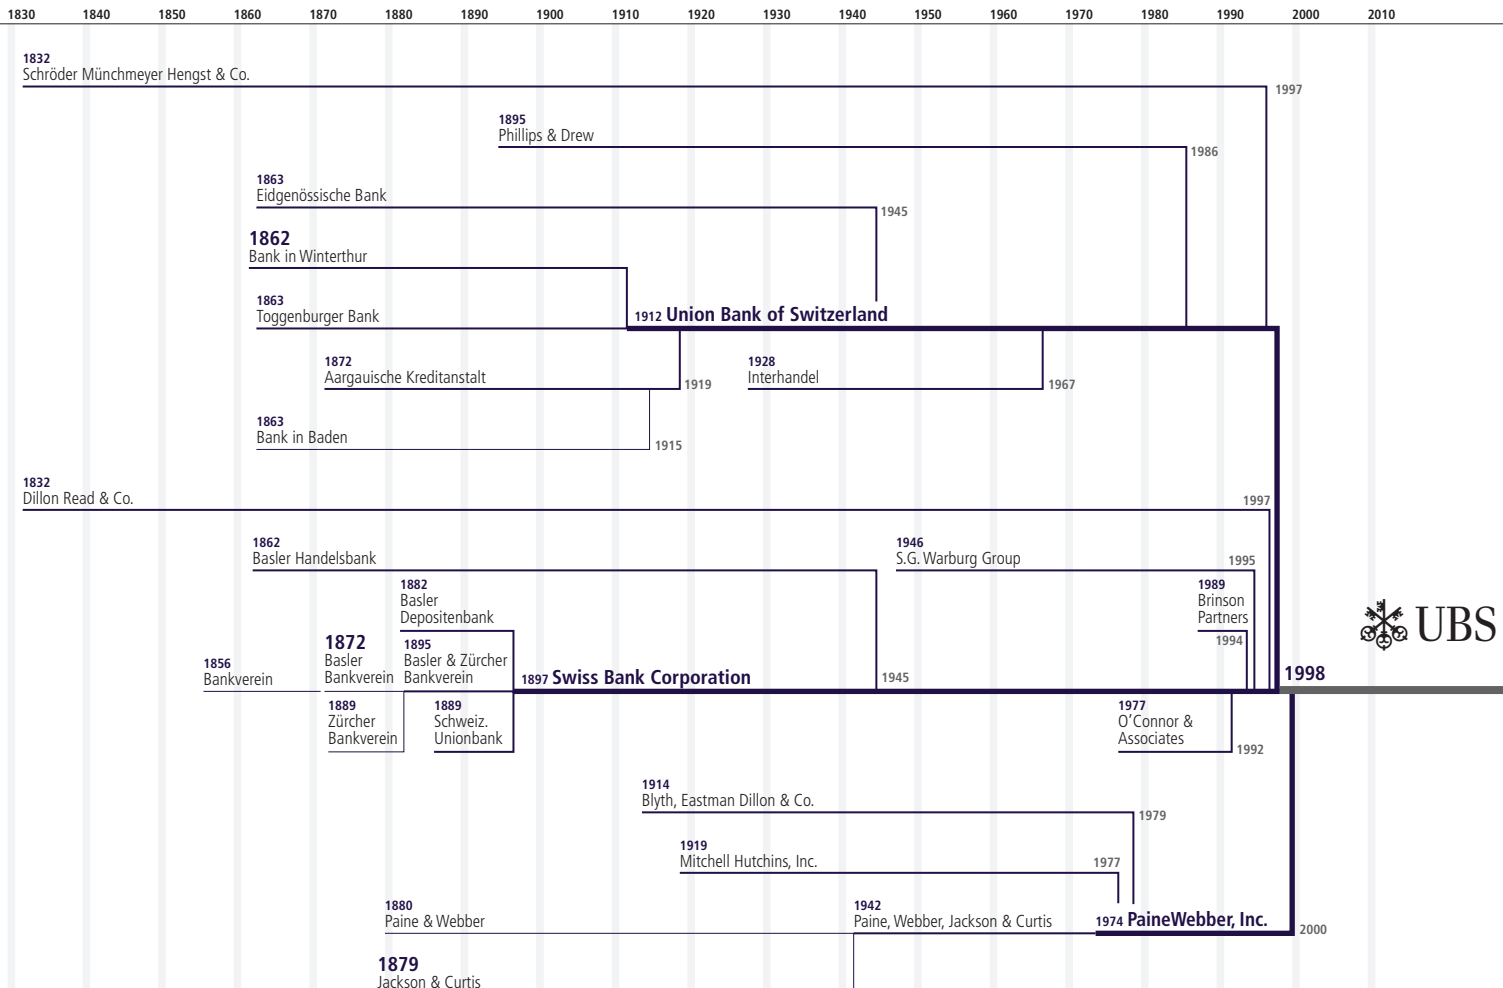 1830 1840 1850 1860 1870 1880 1890 1900 1910 1920 1930 1940 1950 1960 1970 1980 1990 2000 2010
1832
Schröder Münchmeyer Hengst & Co.
1997
1895
Phillips & Drew
1986
1863
Eidgenössische Bank
1945
1862
Bank in Winterthur
1863
Toggenburger Bank
1912 Union Bank of Switzerland
1872
Aargauische Kreditanstalt
1919
1928
Interhandel
1967
1863
Bank in Baden
1915
1832
Dillon Read & Co.
1997
1862
Basler Handelsbank
1945
1946
S.G. Warburg Group
1995
1882
Basler
Depositenbank
1989
Brinson
Partners
1994
UBS
1856
Bankverein
1872
Basler
Bankverein
1895
Basler & Zürcher
Bankverein
1897 Swiss Bank Corporation
1998
1889
Zürcher
Bankverein
1889
Schweiz.
Unionbank
1977
O'Connor &
Associates
1992
1914
Blyth, Eastman Dillon & Co.
1979
1919
Mitchell Hutchins, Inc.
1977
1880
Paine & Webber
1942
Paine, Webber, Jackson & Curtis
1974 PaineWebber, Inc.
2000
1879
Jackson & Curtis